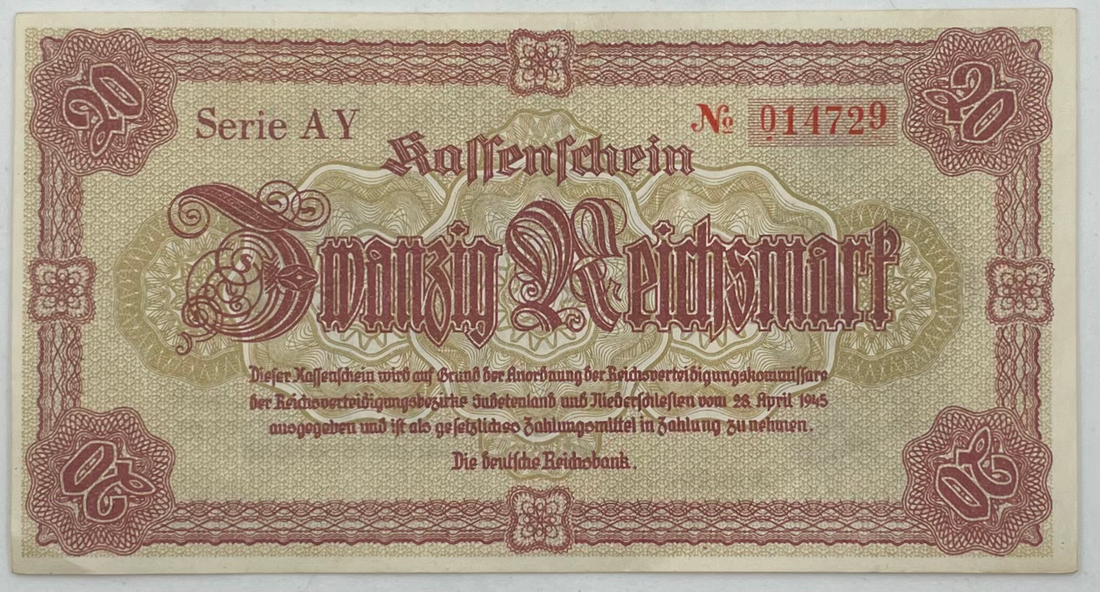 20
20
Serie AY
№ 014729
Kassenschein
Zwanzig Reichsmark
Dieser Kassenschein wird auf Grund der Anordnung der Reichsverteidigungskommissare
der Reichsverteidigungsbezirke Sudetenland und Niederschlesien vom 28. April 1945
ausgegeben und ist als gesetzliches Zahlungsmittel in Zahlung zu nehmen.
Die deutsche Reichsbank.
20
20